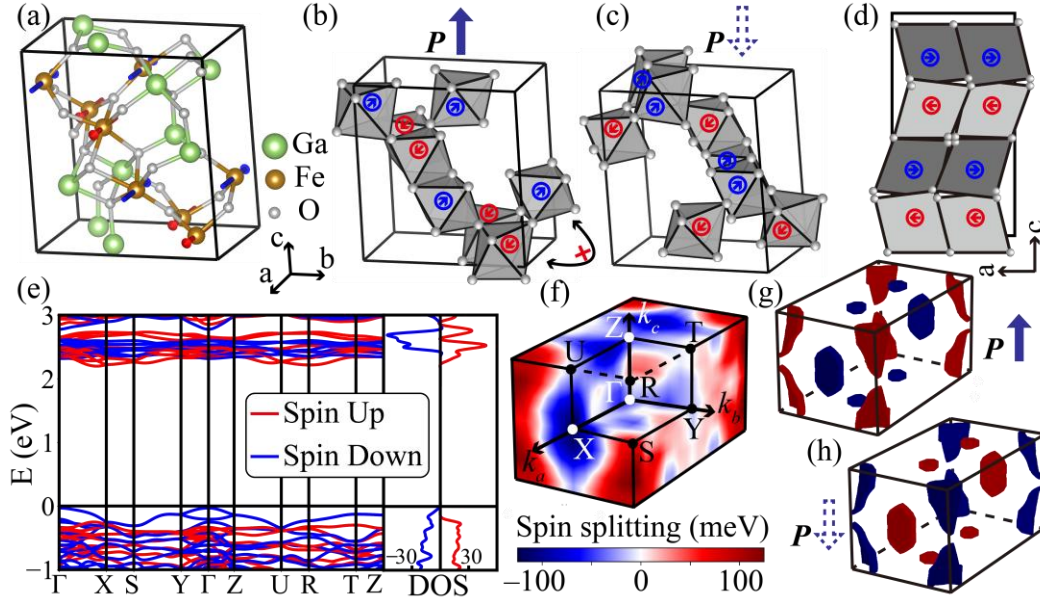 (a)
(b)
P
(c)
P
(d)
Ga
Fe
O
c
a
b
a
c
(e)
3
2
1
0
−1
E (eV)
Spin Up
Spin Down
Γ X S Y Γ Z U R T Z
−30 30
DOS
(f)
k_c
Z
T
U
R
Γ
k_b
Y
X
S
k_a
Spin splitting (meV)
−100 0 100
(g)
P
(h)
P